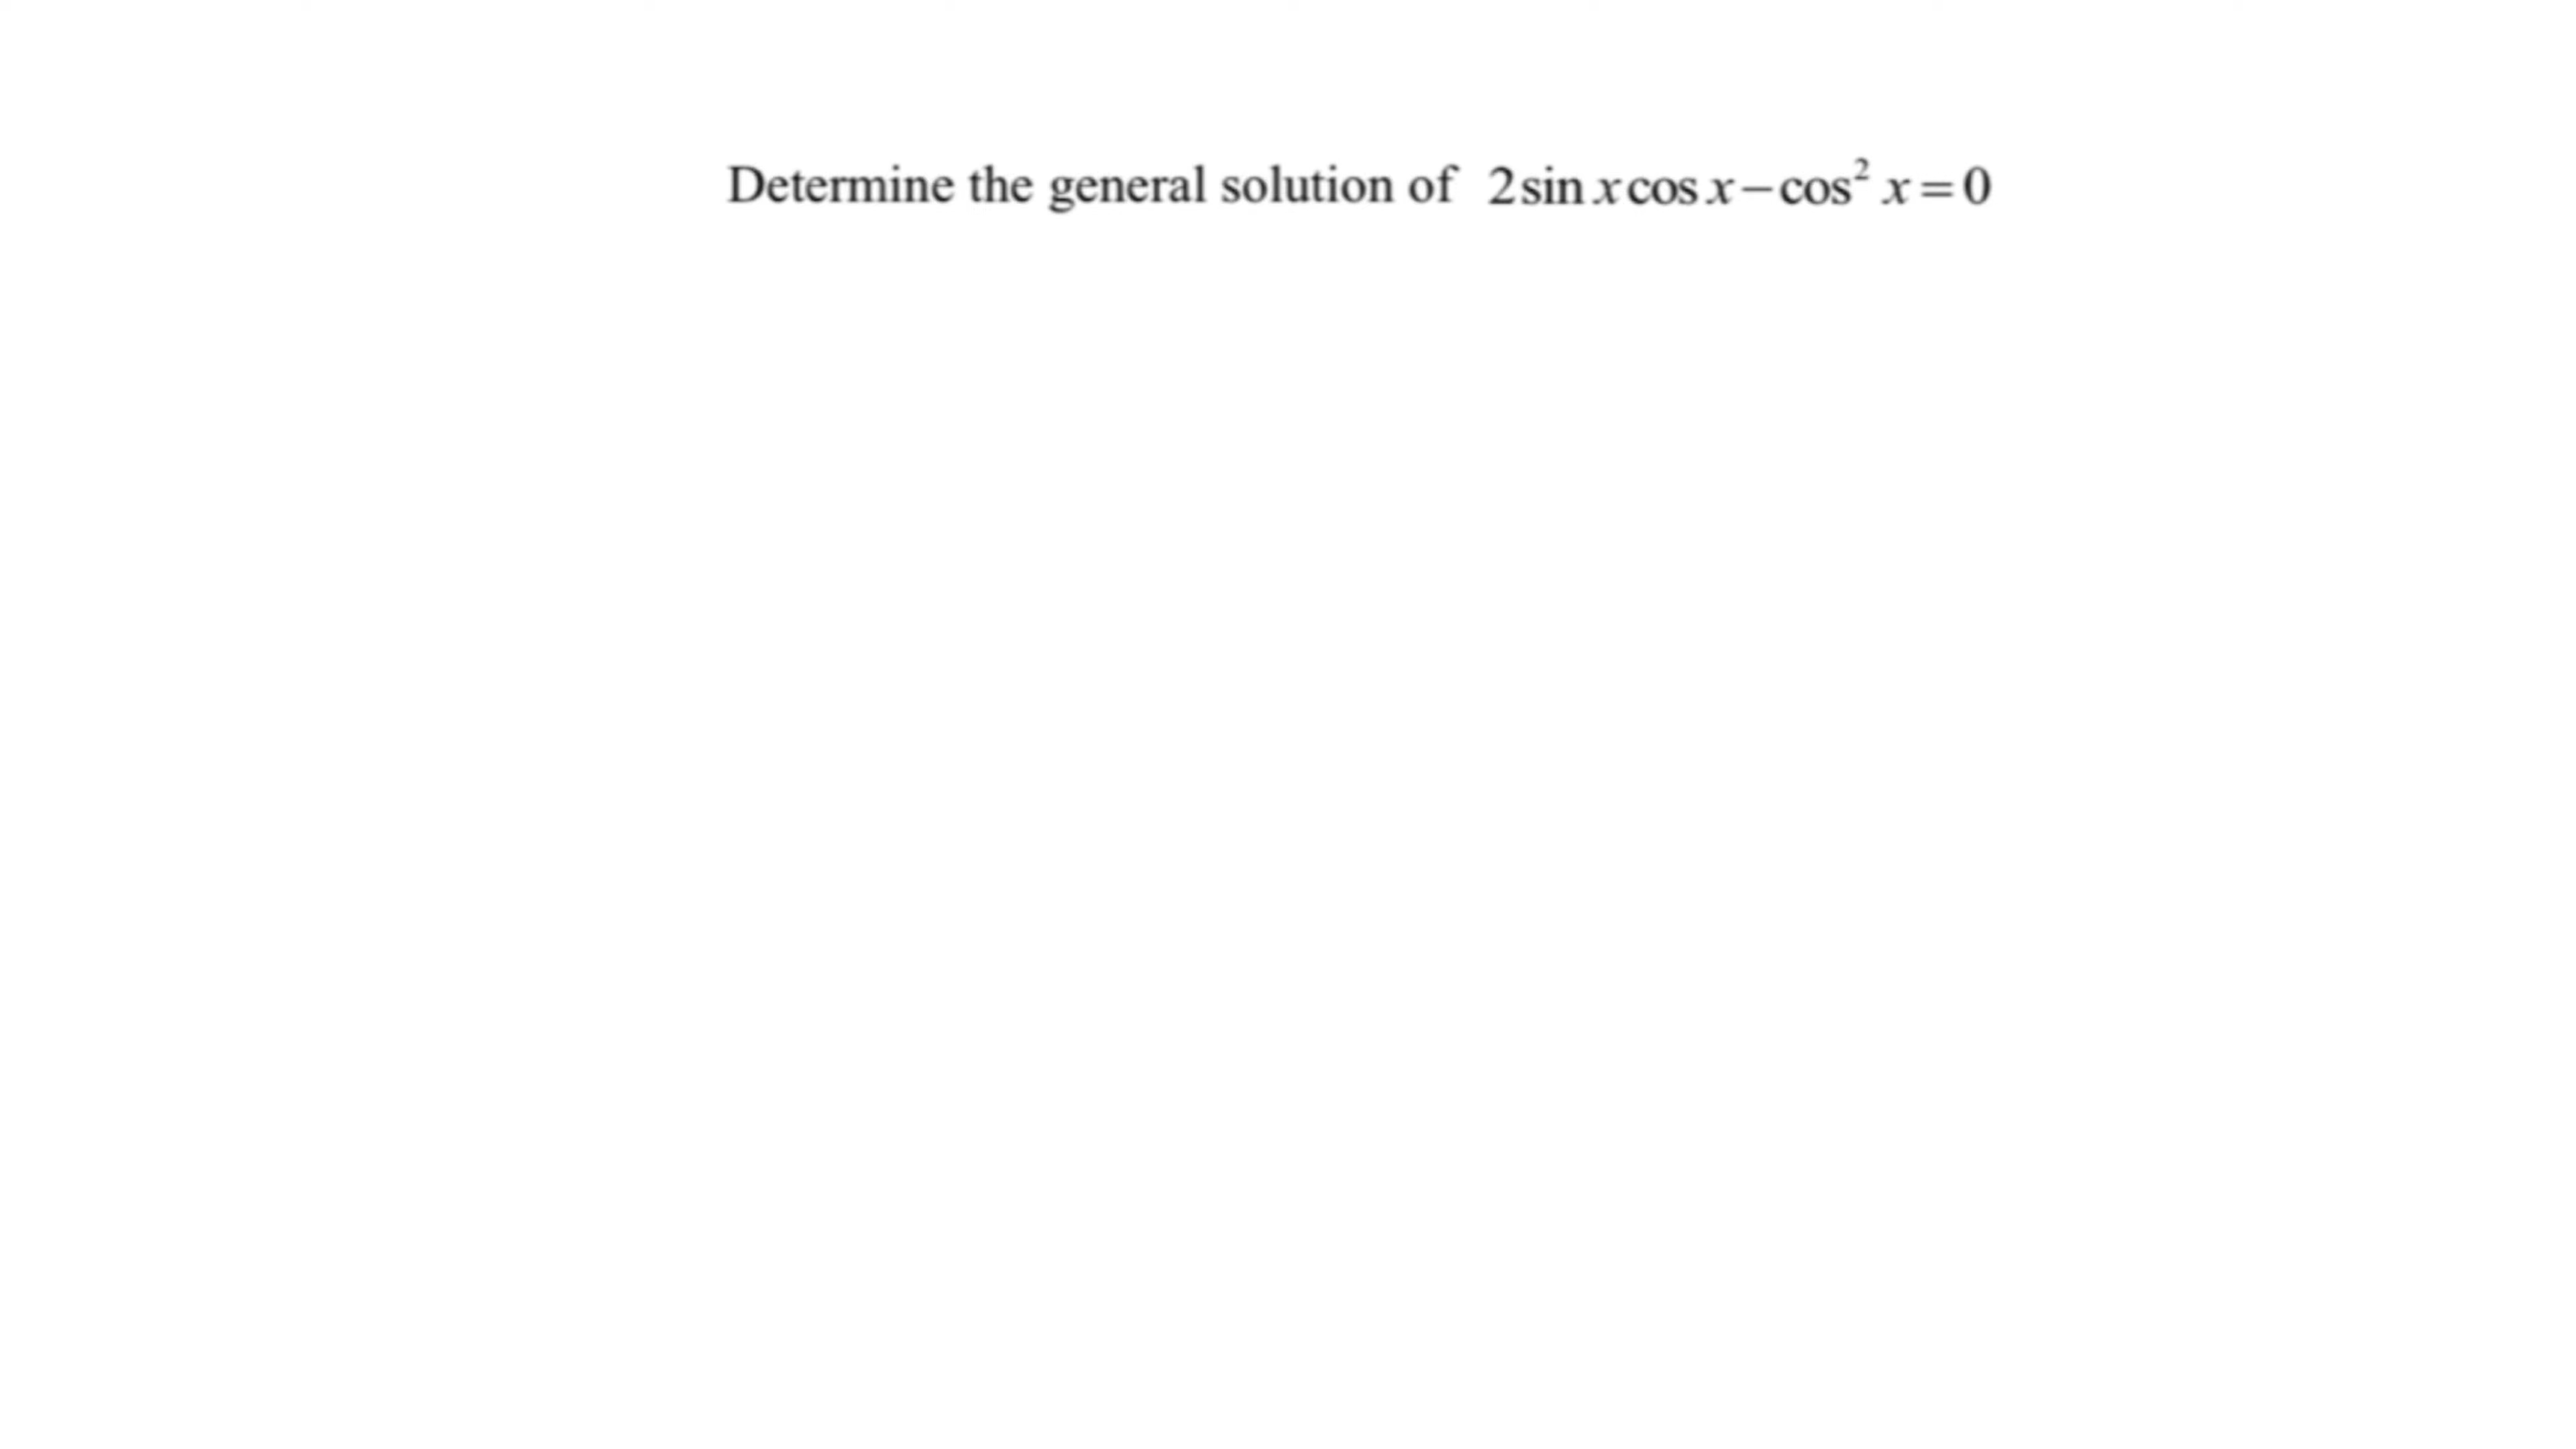 Determine the general solution of 2sin x cos x − cos² x = 0